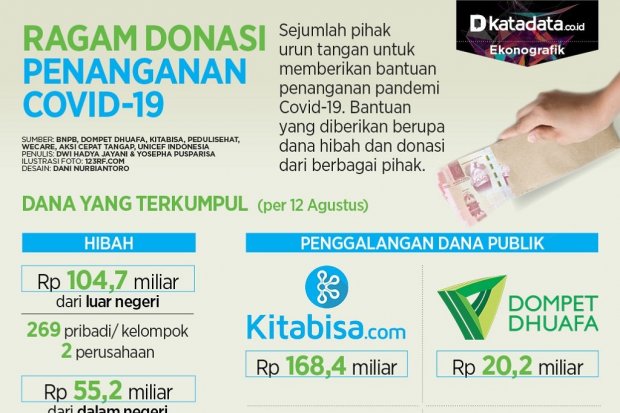 RAGAM DONASI
PENANGANAN
COVID-19
SUMBER: BNPB, DOMPET DHUAFA, KITABISA, PEDULISEHAT,
WECARE, AKSI CEPAT TANGAP, UNICEF INDONESIA
PENULIS: DWI HADYA JAYANI & YOSEPHA PUSPARISA
ILUSTRASI FOTO: 123RF.COM
DESAIN: DANI NURBIANTORO
Sejumlah pihak
urun tangan untuk
memberikan bantuan
penanganan pandemi
Covid-19. Bantuan
yang diberikan berupa
dana hibah dan donasi
dari berbagai pihak.
Dkatadata.co.id
Ekonografik
DANA YANG TERKUMPUL (per 12 Agustus)
HIBAH
Rp 104,7 miliar
dari luar negeri
269 pribadi/kelompok
2 perusahaan
Rp 55,2 miliar
dari dalam negeri
PENGGALANGAN DANA PUBLIK
Kitabisa.com
Rp 168,4 miliar
DOMPET
DHUAFA
Rp 20,2 miliar